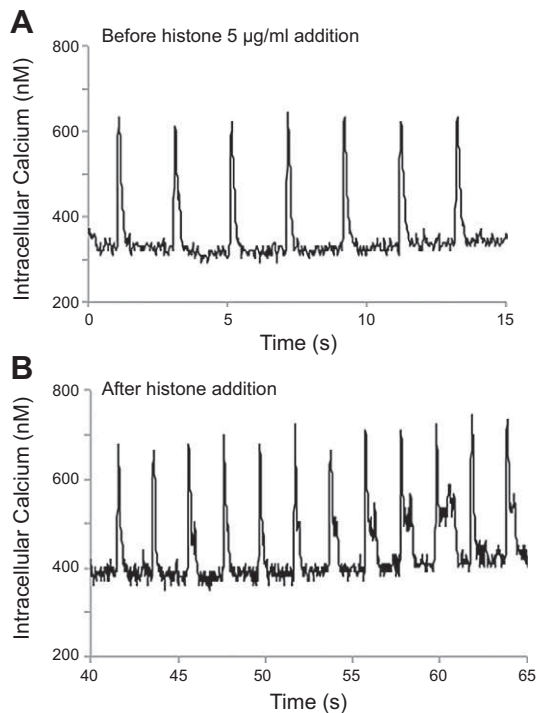 A
Before histone 5 µg/ml addition
Intracellular Calcium (nM)
800
600
400
200
0 5 10 15
Time (s)
B
After histone addition
Intracellular Calcium (nM)
800
600
400
200
40 45 50 55 60 65
Time (s)